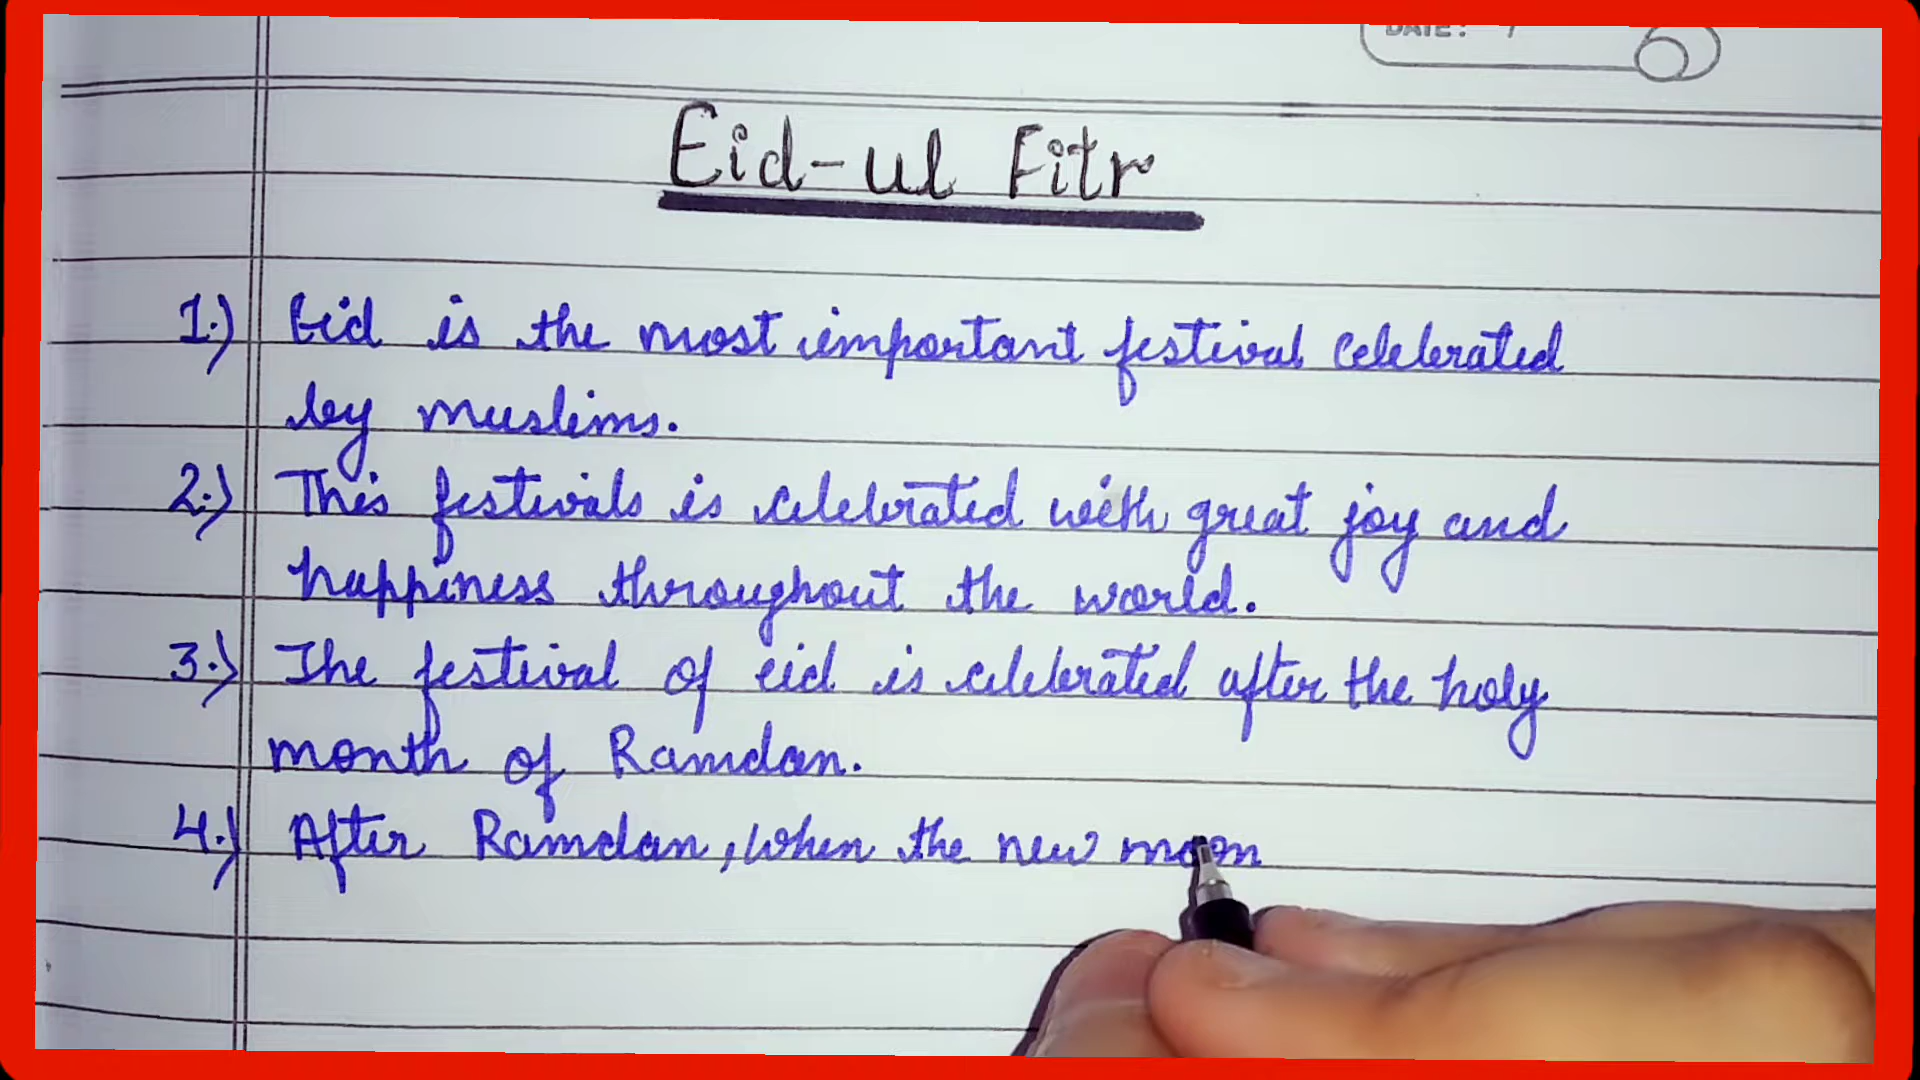 DATE: /
Eid-ul Fitr
1.) Eid is the most important festival celebrated
by muslims.
2.) This festivals is celebrated with great joy and
happiness throughout the world.
3.) The festival of eid is celebrated after the holy
month of Ramdan.
4.) After Ramdan, when the new moon